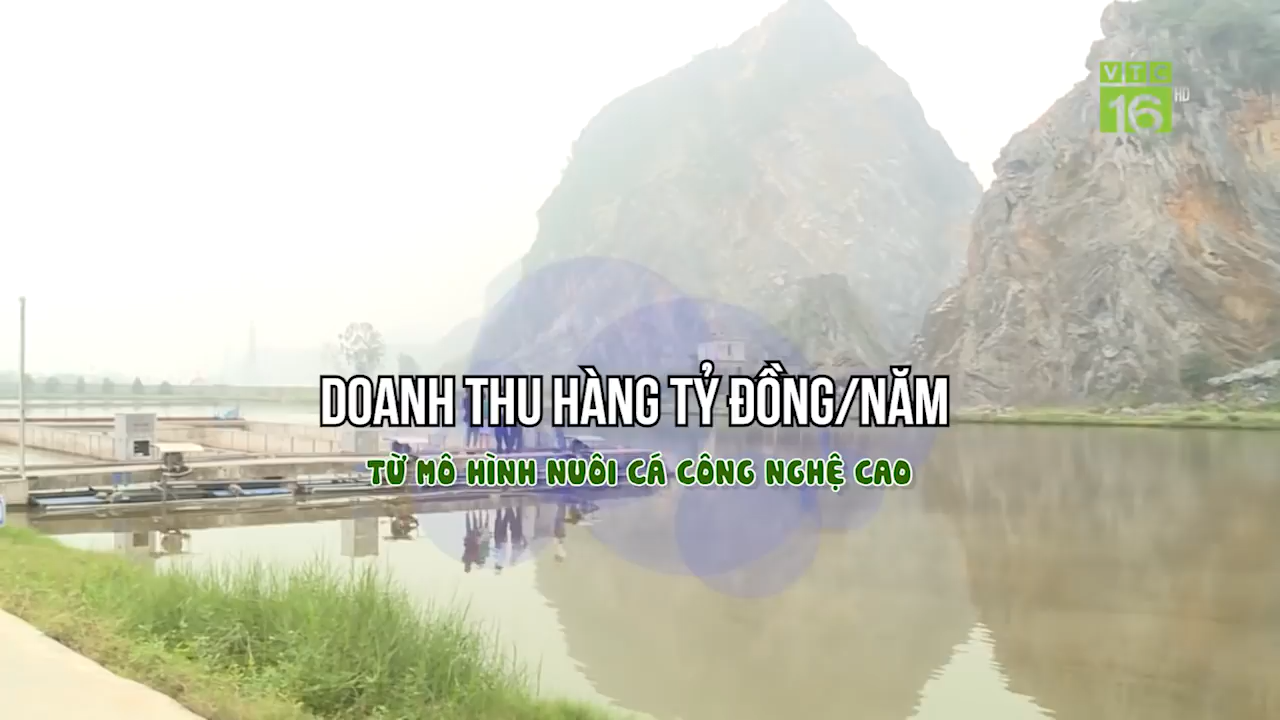 VTC
16 HD
DOANH THU HÀNG TỶ ĐỒNG/NĂM
TỪ MÔ HÌNH NUÔI CÁ CÔNG NGHỆ CAO